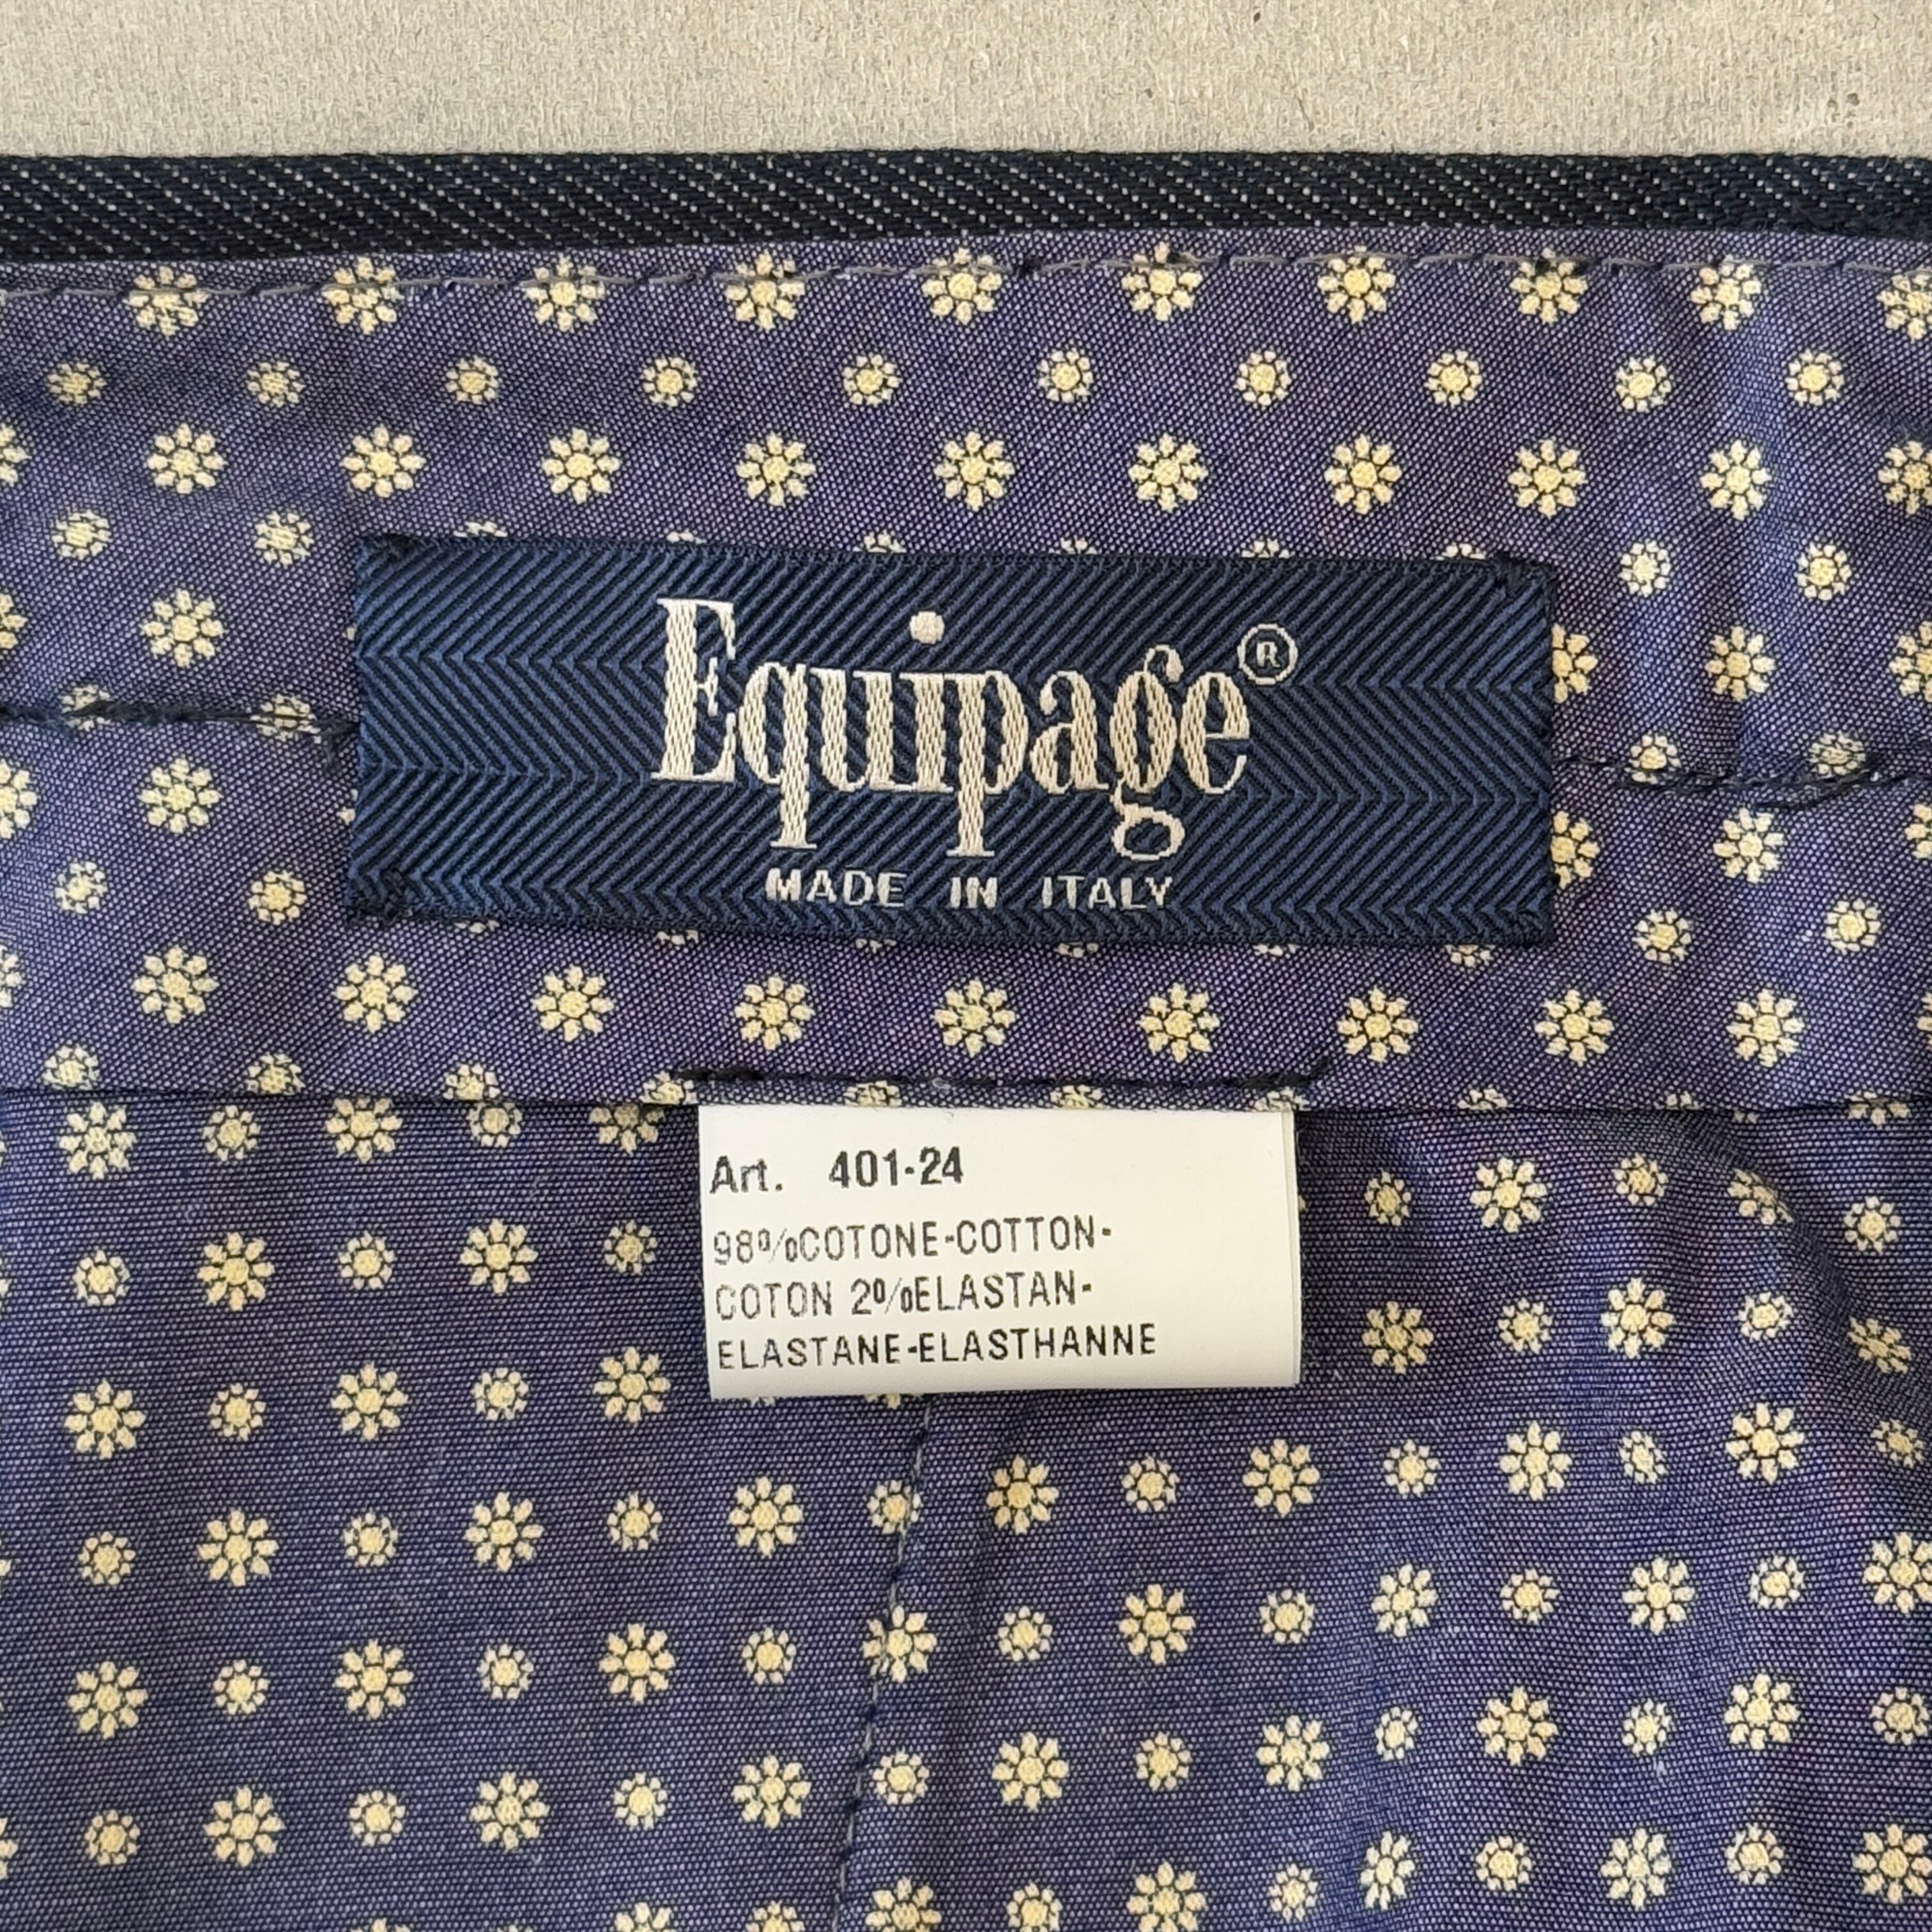 Equipage®
MADE IN ITALY
Art. 401-24
98%COTONE-COTTON-
COTON 2%ELASTAN-
ELASTANE-ELASTHANNE